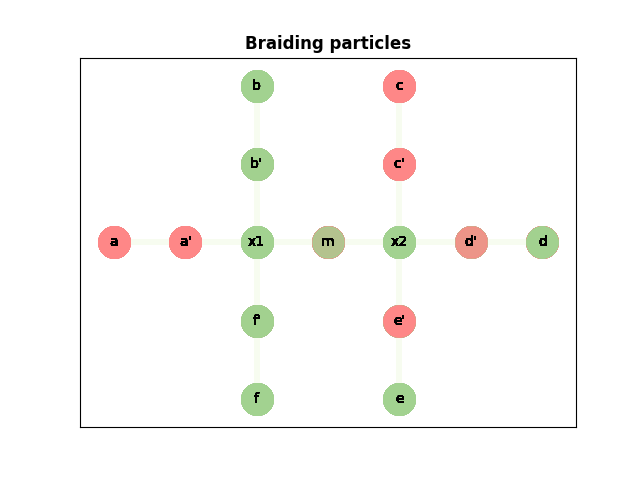 Braiding particles
b c
b' c'
a a' x1 m x2 d' d
f' e'
f e